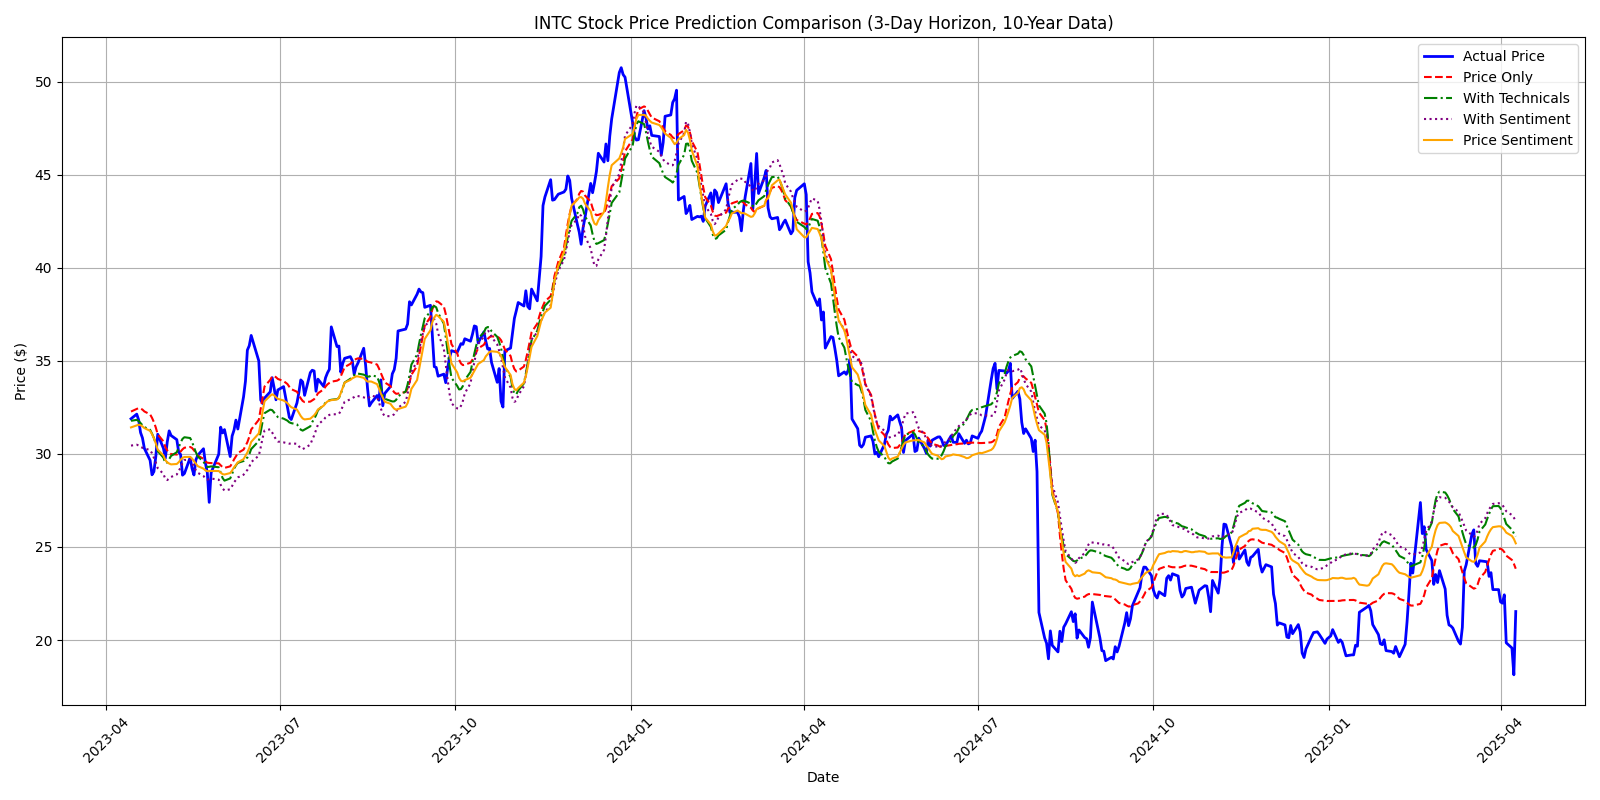 INTC Stock Price Prediction Comparison (3-Day Horizon, 10-Year Data)
Actual Price
Price Only
With Technicals
With Sentiment
Price Sentiment
50
45
40
35
30
25
20
Price ($)
2023-04
2023-07
2023-10
2024-01
2024-04
2024-07
2024-10
2025-01
2025-04
Date